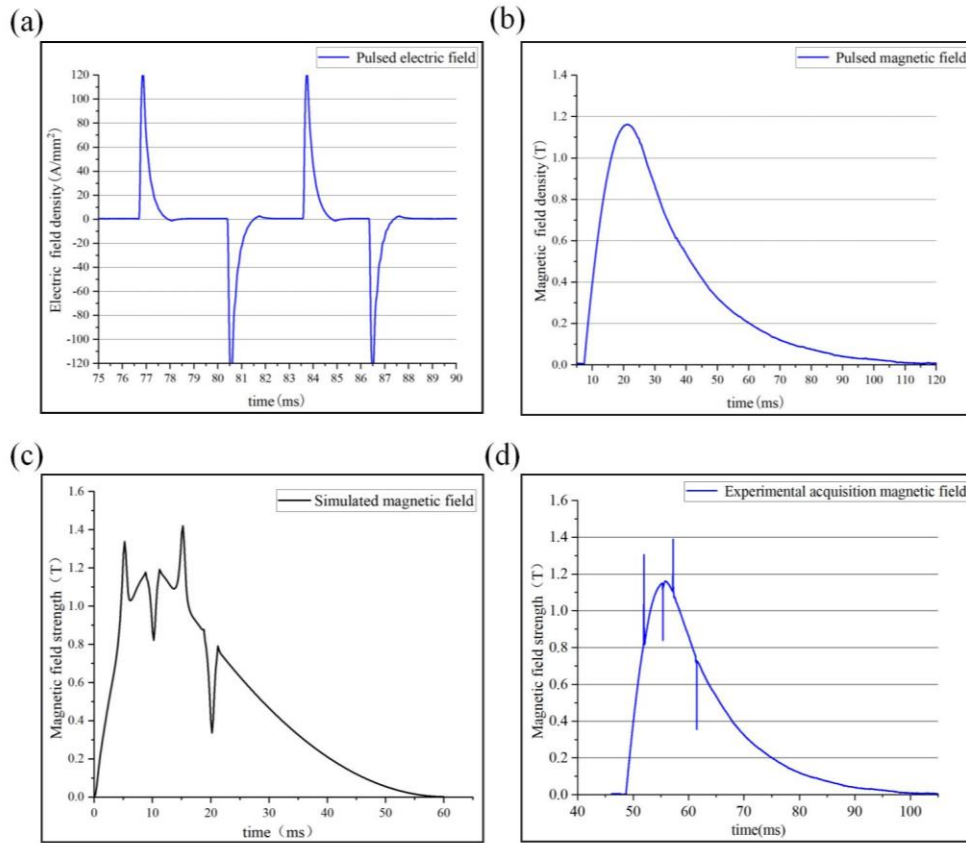 (a)
Pulsed electric field
Electric field density(A/mm²)
120
100
80
60
40
20
0
-20
-40
-60
-80
-100
-120
75 76 77 78 79 80 81 82 83 84 85 86 87 88 89 90
time(ms)
(b)
Pulsed magnetic field
Magnetic field density(T)
1.4
1.2
1.0
0.8
0.6
0.4
0.2
0.0
10 20 30 40 50 60 70 80 90 100 110 120
time(ms)
(c)
Simulated magnetic field
Magnetic field strength(T)
1.6
1.4
1.2
1.0
0.8
0.6
0.4
0.2
0.0
0 10 20 30 40 50 60
time(ms)
(d)
Experimental acquisition magnetic field
Magnetic field strength(T)
1.6
1.4
1.2
1.0
0.8
0.6
0.4
0.2
0.0
40 50 60 70 80 90 100
time(ms)